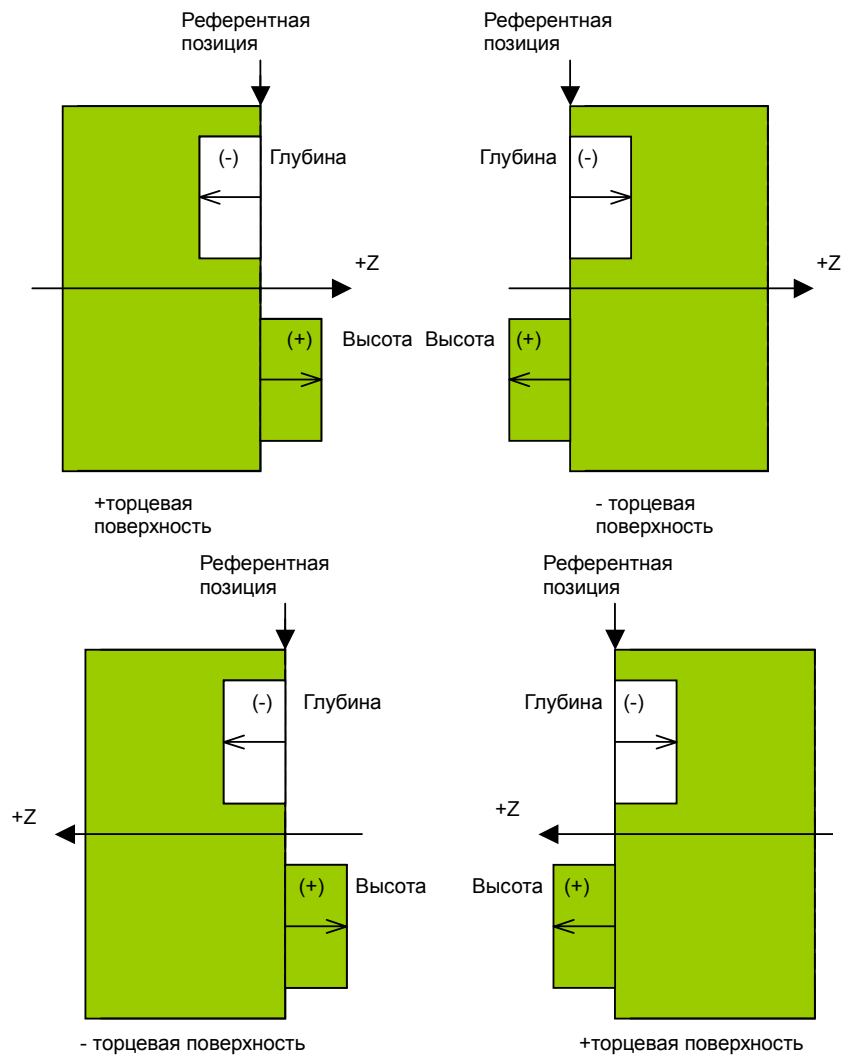 Референтная
позиция
Референтная
позиция
(-) Глубина
Глубина (-)
+Z
+Z
(+) Высота
Высота (+)
+торцевая
поверхность
- торцевая
поверхность
Референтная
позиция
Референтная
позиция
(-) Глубина
Глубина (-)
+Z
+Z
(+) Высота
Высота (+)
- торцевая поверхность
+торцевая поверхность